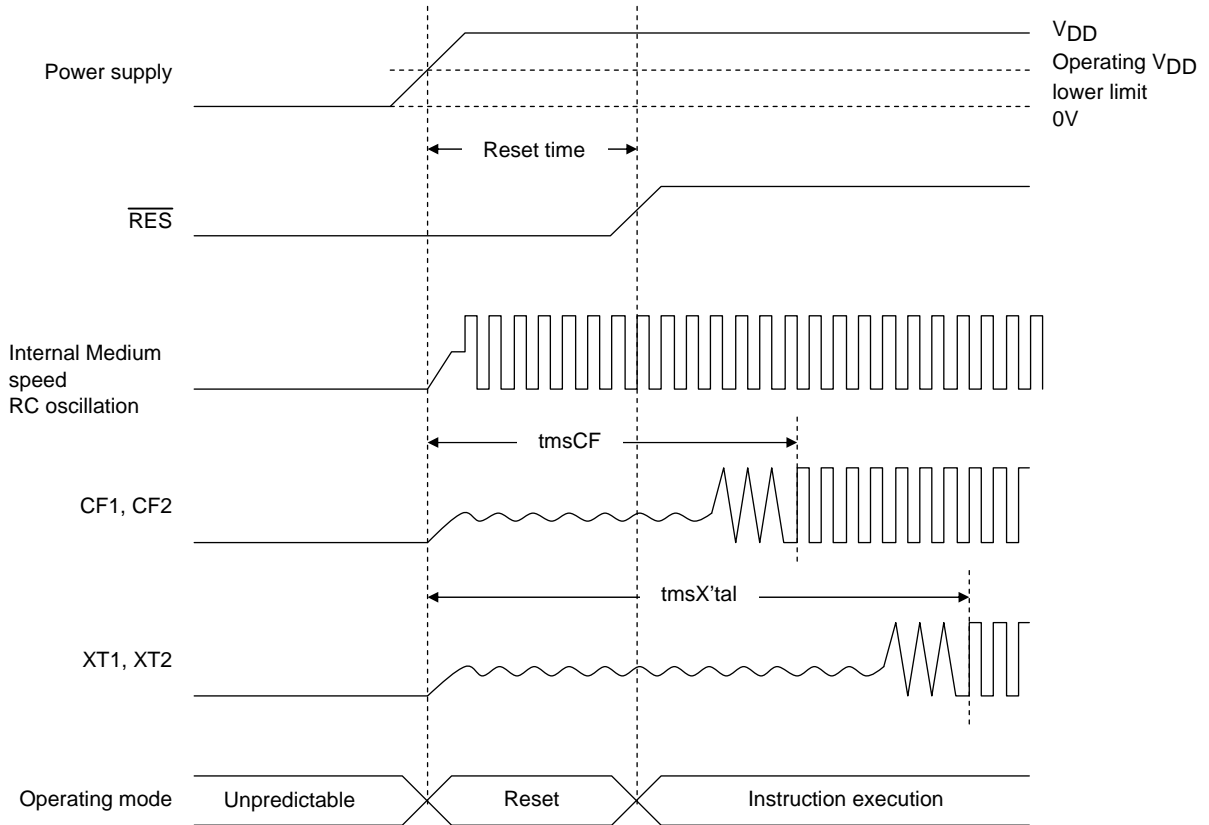 VDD
Power supply
Operating VDD
lower limit
0V
Reset time
RES
Internal Medium
speed
RC oscillation
tmsCF
CF1, CF2
tmsX'tal
XT1, XT2
Operating mode
Unpredictable
Reset
Instruction execution